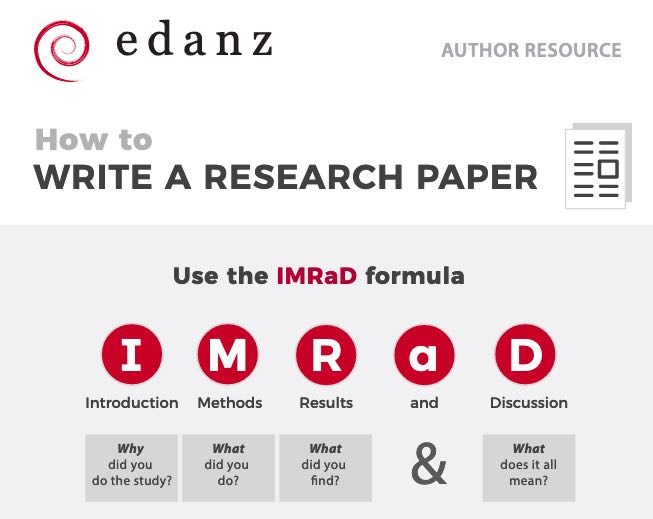 edanz
AUTHOR RESOURCE
How to
WRITE A RESEARCH PAPER
Use the IMRaD formula
I M R a D
Introduction Methods Results and Discussion
Why did you do the study?
What did you do?
What did you find?
&
What does it all mean?